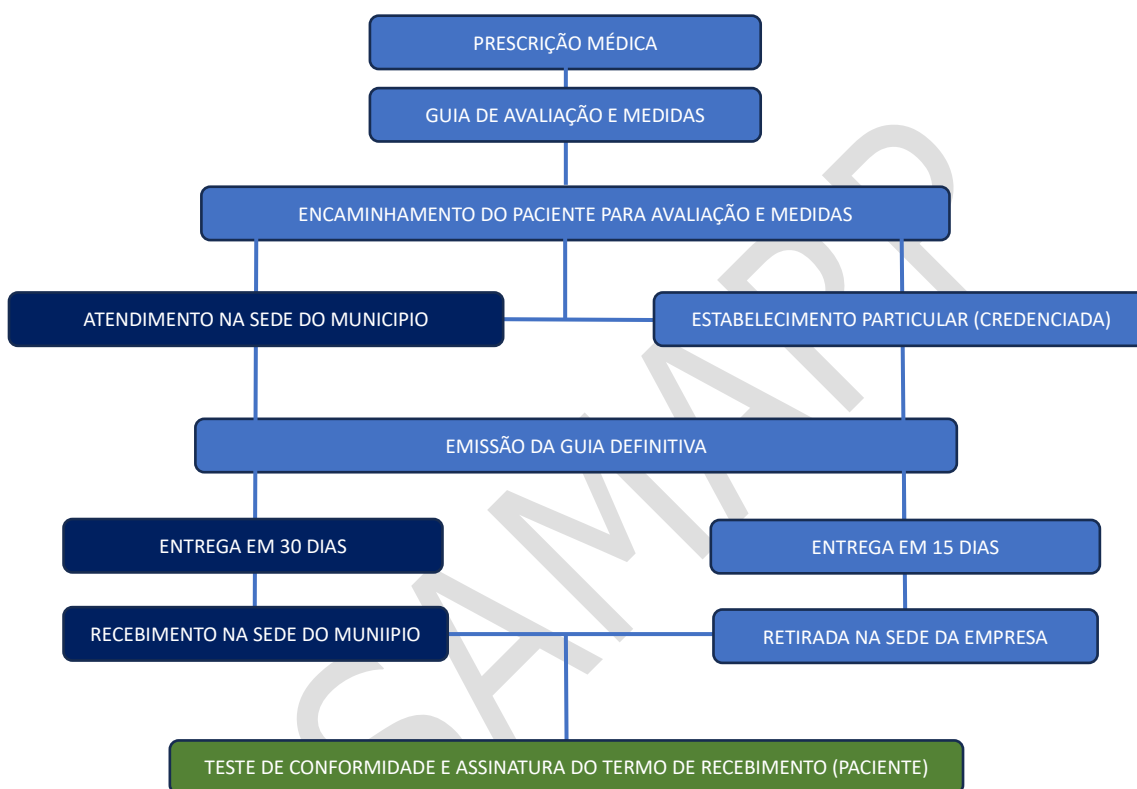 PRESCRIÇÃO MÉDICA
GUIA DE AVALIAÇÃO E MEDIDAS
ENCAMINHAMENTO DO PACIENTE PARA AVALIAÇÃO E MEDIDAS
ATENDIMENTO NA SEDE DO MUNICIPIO
ESTABELECIMENTO PARTICULAR (CREDENCIADA)
EMISSÃO DA GUIA DEFINITIVA
ENTREGA EM 30 DIAS
ENTREGA EM 15 DIAS
RECEBIMENTO NA SEDE DO MUNIIPIO
RETIRADA NA SEDE DA EMPRESA
TESTE DE CONFORMIDADE E ASSINATURA DO TERMO DE RECEBIMENTO (PACIENTE)